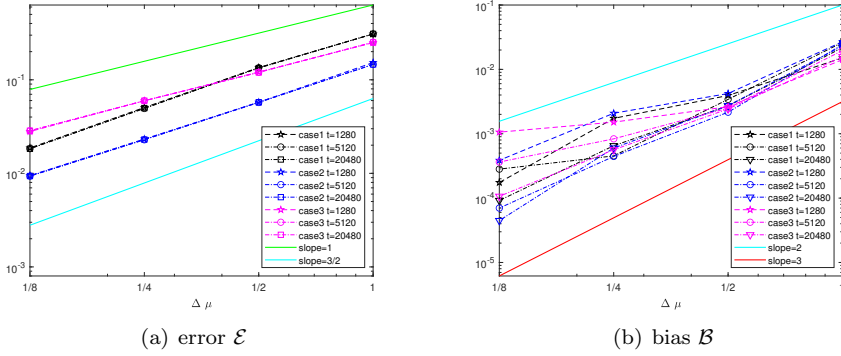 10^-1
10^-2
10^-3
1/8
1/4
1/2
1
Δ μ
case1 t=1280
case1 t=5120
case1 t=20480
case2 t=1280
case2 t=5120
case2 t=20480
case3 t=1280
case3 t=5120
case3 t=20480
slope=1
slope=3/2
(a) error ℰ
10^-1
10^-2
10^-3
10^-4
10^-5
1/8
1/4
1/2
1
Δ μ
case1 t=1280
case1 t=5120
case1 t=20480
case2 t=1280
case2 t=5120
case2 t=20480
case3 t=1280
case3 t=5120
case3 t=20480
slope=2
slope=3
(b) bias ℬ